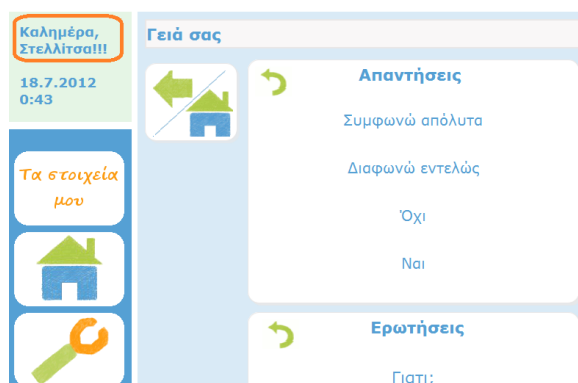 Καλημέρα,
Στελλίτσα!!!
18.7.2012
0:43
Τα στοιχεία
μου
Γειά σας
Απαντήσεις
Συμφωνώ απόλυτα
Διαφωνώ εντελώς
Όχι
Ναι
Ερωτήσεις
Γιατι;